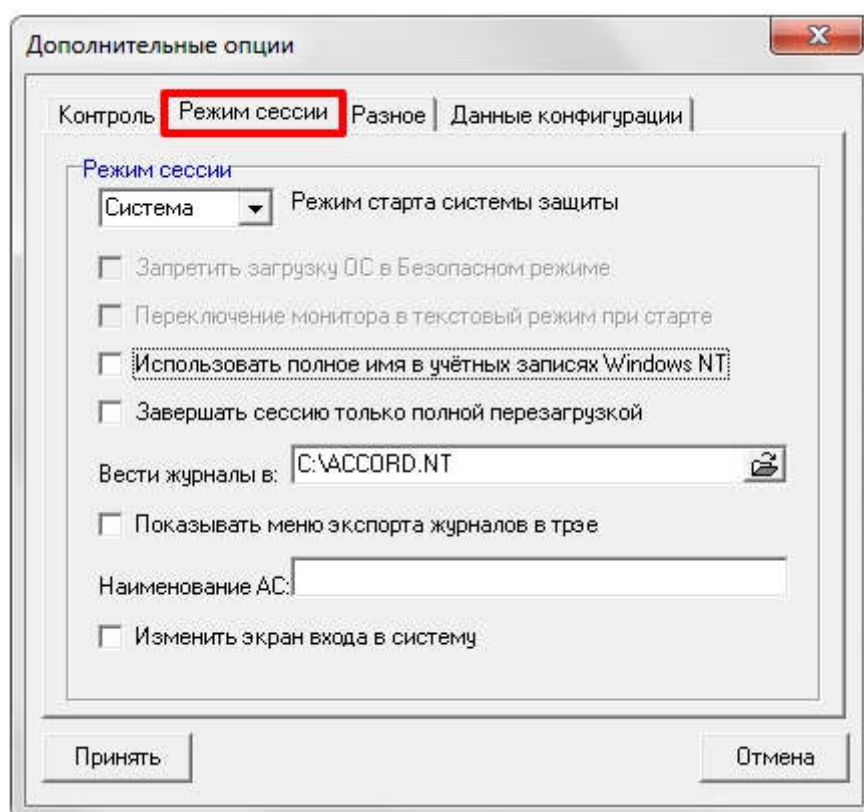 Дополнительные опции
Контроль Режим сессии Разное Данные конфигурации
Режим сессии
Система Режим старта системы защиты
Запретить загрузку ОС в Безопасном режиме
Переключение монитора в текстовый режим при старте
Использовать полное имя в учётных записях Windows NT
Завершать сессию только полной перезагрузкой
Вести журналы в: C:\ACCORD.NT
Показывать меню экспорта журналов в трэе
Наименование АС:
Изменить экран входа в систему
Принять Отмена